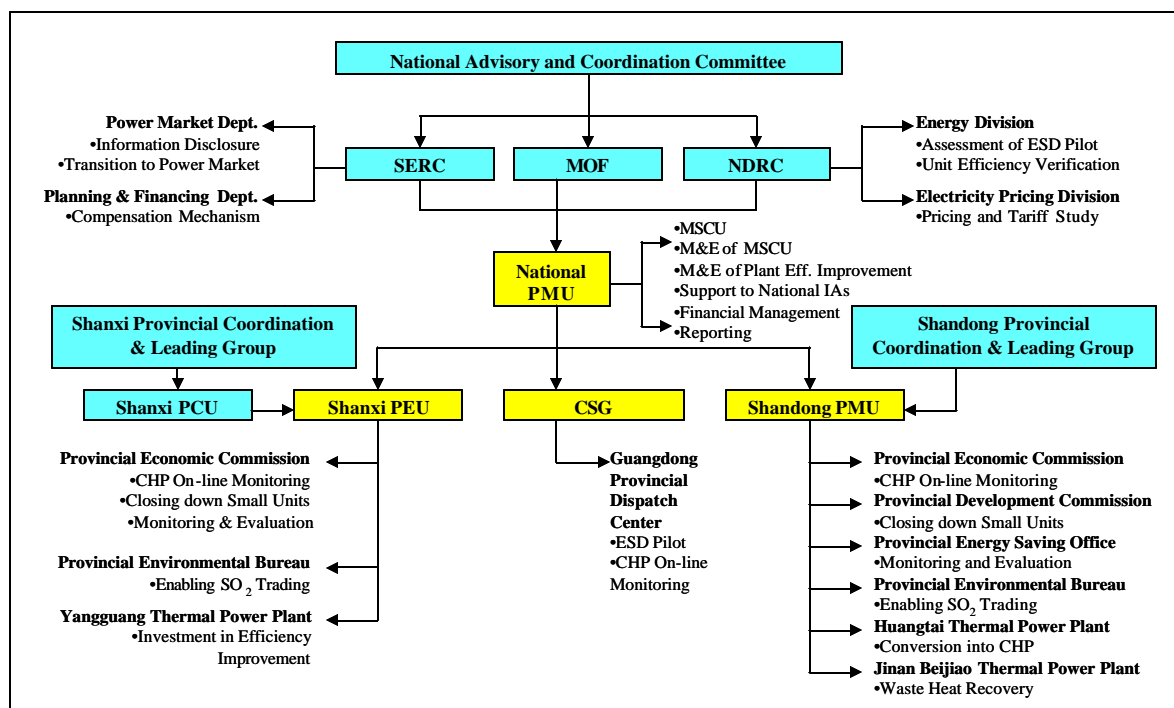 National Advisory and Coordination Committee
Power Market Dept.
•Information Disclosure
•Transition to Power Market
Planning & Financing Dept.
•Compensation Mechanism
SERC
MOF
NDRC
Energy Division
•Assessment of ESD Pilot
•Unit Efficiency Verification
Electricity Pricing Division
•Pricing and Tariff Study
National
PMU
•MSCU
•M&E of MSCU
•M&E of Plant Eff. Improvement
•Support to National IAs
•Financial Management
•Reporting
Shanxi Provincial Coordination
& Leading Group
Shandong Provincial
Coordination & Leading Group
Shanxi PCU
Shanxi PEU
CSG
Shandong PMU
Provincial Economic Commission
•CHP On-line Monitoring
•Closing down Small Units
•Monitoring & Evaluation
Provincial Environmental Bureau
•Enabling SO2 Trading
Yangguang Thermal Power Plant
•Investment in Efficiency
Improvement
Guangdong
Provincial
Dispatch
Center
•ESD Pilot
•CHP On-line
Monitoring
Provincial Economic Commission
•CHP On-line Monitoring
Provincial Development Commission
•Closing down Small Units
Provincial Energy Saving Office
•Monitoring and Evaluation
Provincial Environmental Bureau
•Enabling SO2 Trading
Huangtai Thermal Power Plant
•Conversion into CHP
Jinan Beijiao Thermal Power Plant
•Waste Heat Recovery